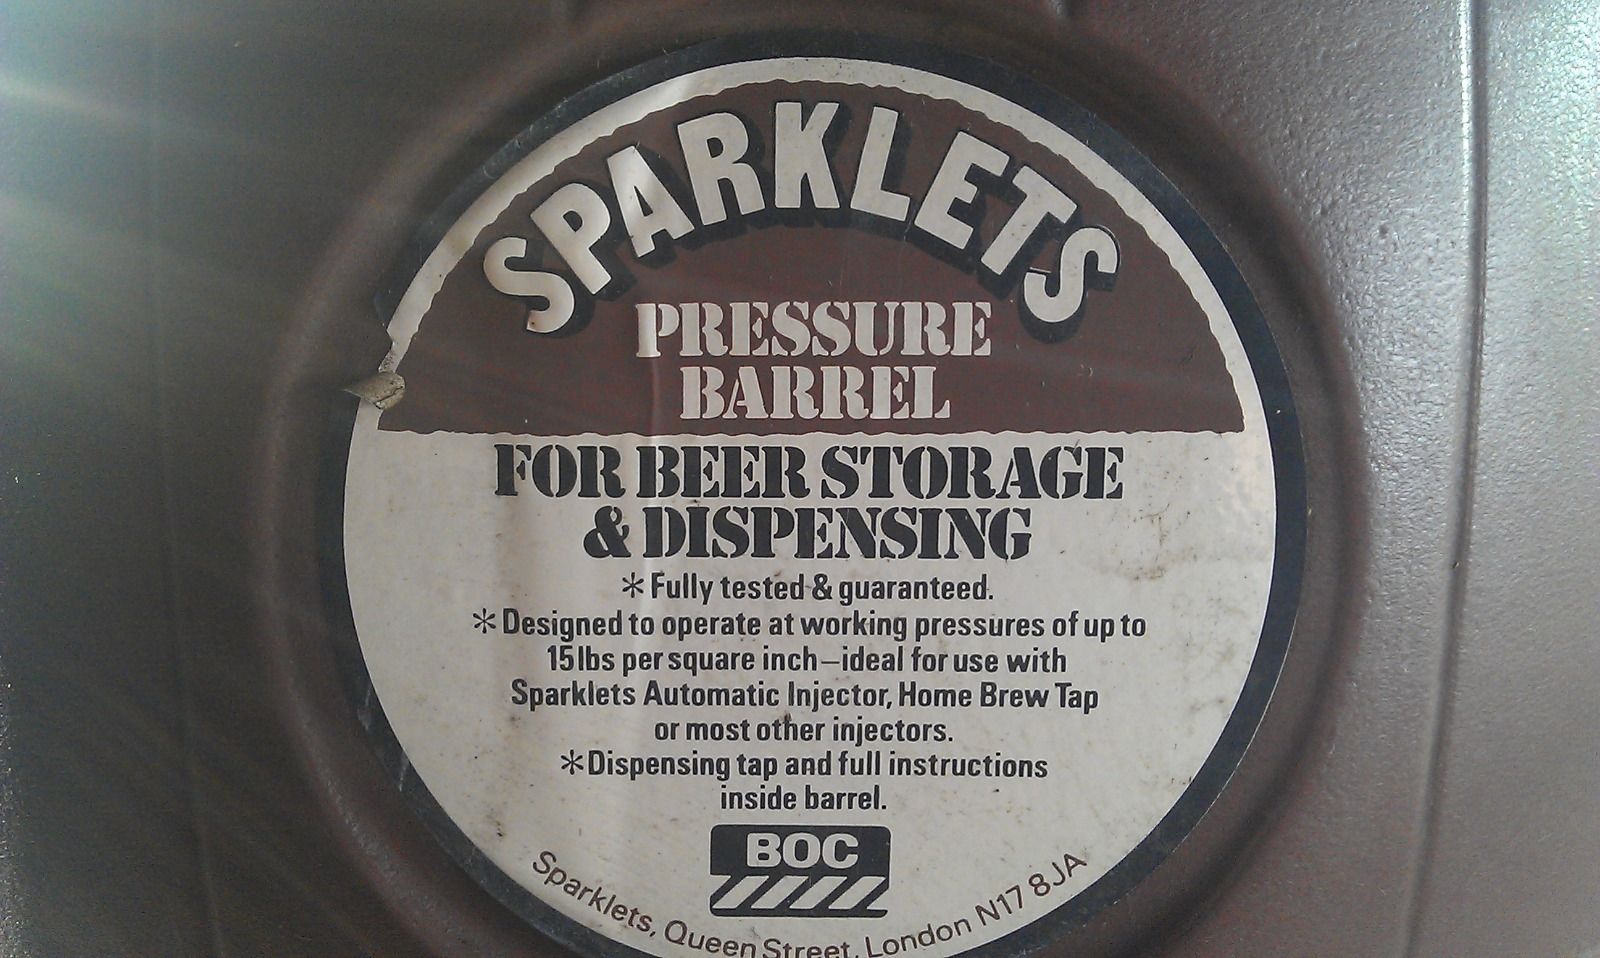 SPARKLETS
PRESSURE
BARREL
FOR BEER STORAGE
& DISPENSING
* Fully tested & guaranteed.
* Designed to operate at working pressures of up to
15lbs per square inch – ideal for use with
Sparklets Automatic Injector, Home Brew Tap
or most other injectors.
* Dispensing tap and full instructions
inside barrel.
BOC
Sparklets, Queen Street, London N17 8JA